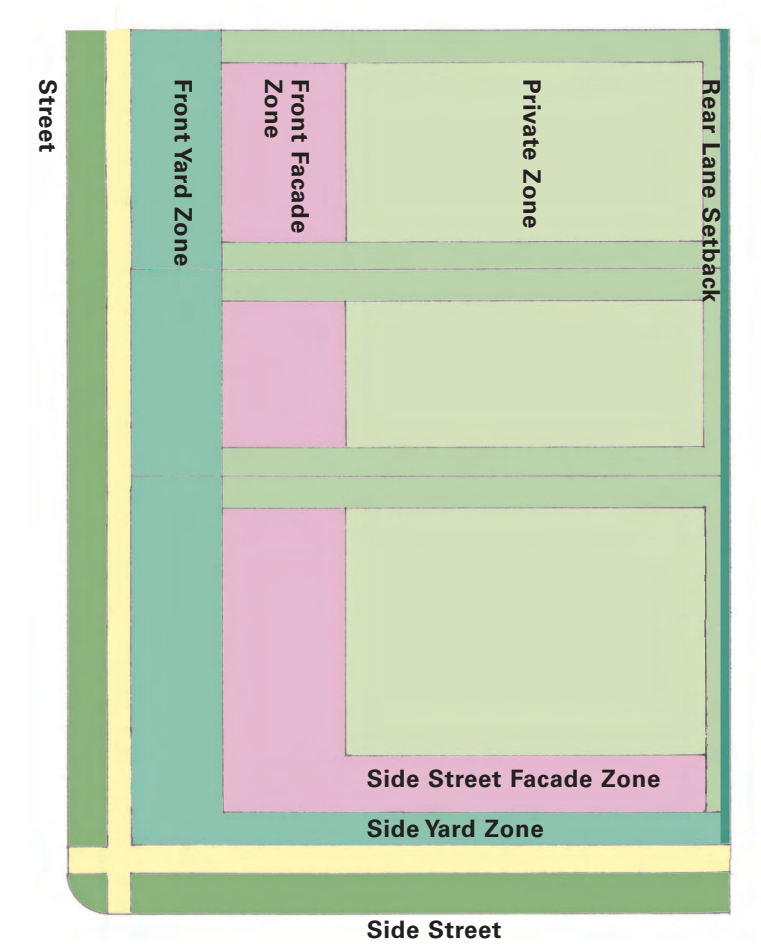 Street
Front Yard Zone
Front Facade
Zone
Private Zone
Rear Lane Setback
Side Street Facade Zone
Side Yard Zone
Side Street